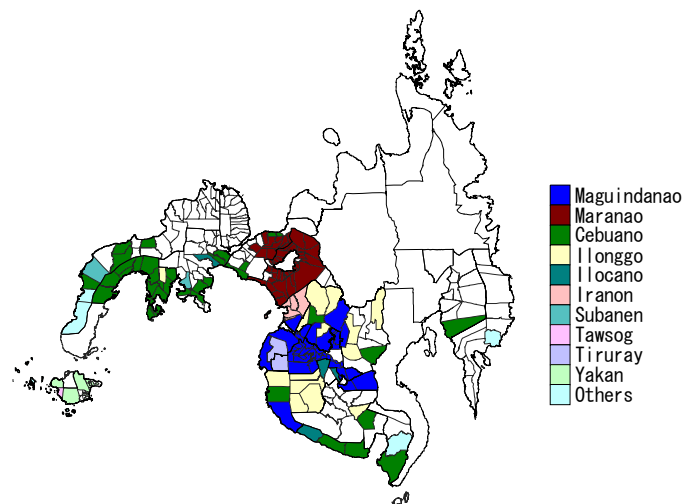 Maguindanao
Maranao
Cebuano
Ilonggo
Ilocano
Iranon
Subanen
Tawsog
Tiruray
Yakan
Others